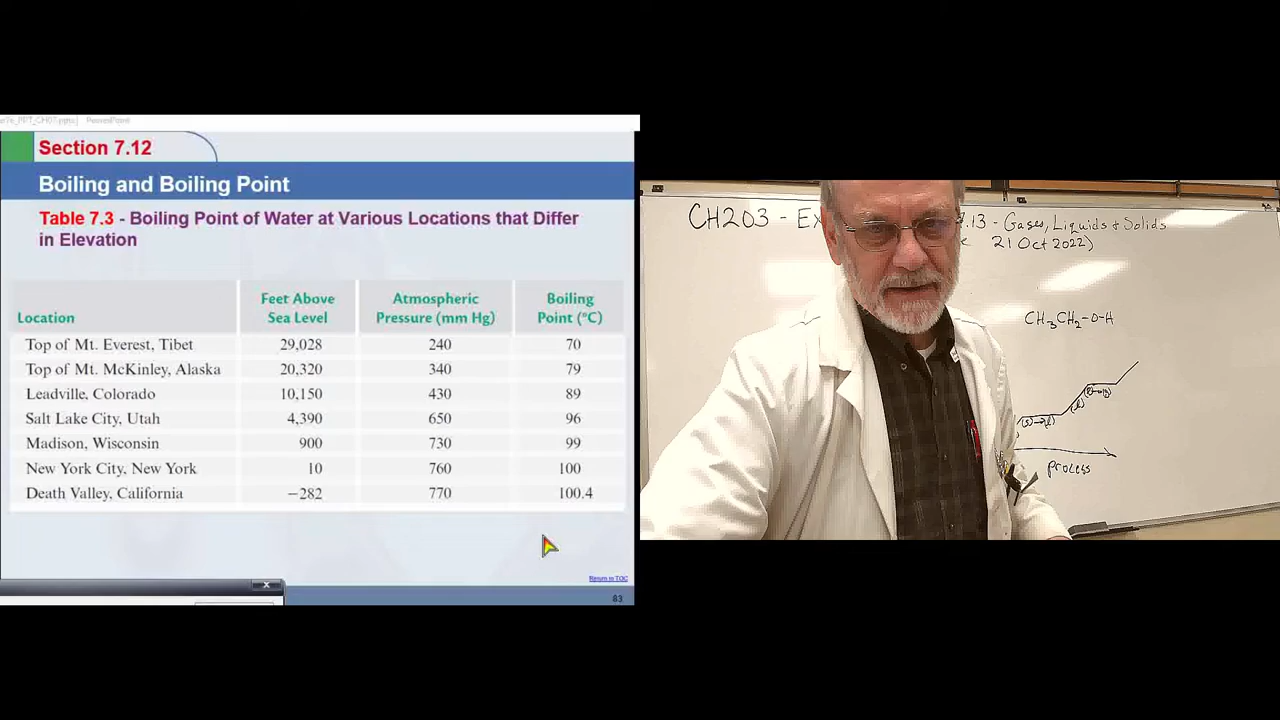 Section 7.12
Boiling and Boiling Point
Table 7.3 - Boiling Point of Water at Various Locations that Differ
in Elevation
Location Feet Above Sea Level Atmospheric Pressure (mm Hg) Boiling Point (°C)
Top of Mt. Everest, Tibet 29,028 240 70
Top of Mt. McKinley, Alaska 20,320 340 79
Leadville, Colorado 10,150 430 89
Salt Lake City, Utah 4,390 650 96
Madison, Wisconsin 900 730 99
New York City, New York 10 760 100
Death Valley, California −282 770 100.4
Return to TOC
83
CH203 - Ex .13 - Gases, Liquids + Solids
21 Oct 2022)
CH3CH2-O-H
(s)→(l) (l) (l)→(g)
process